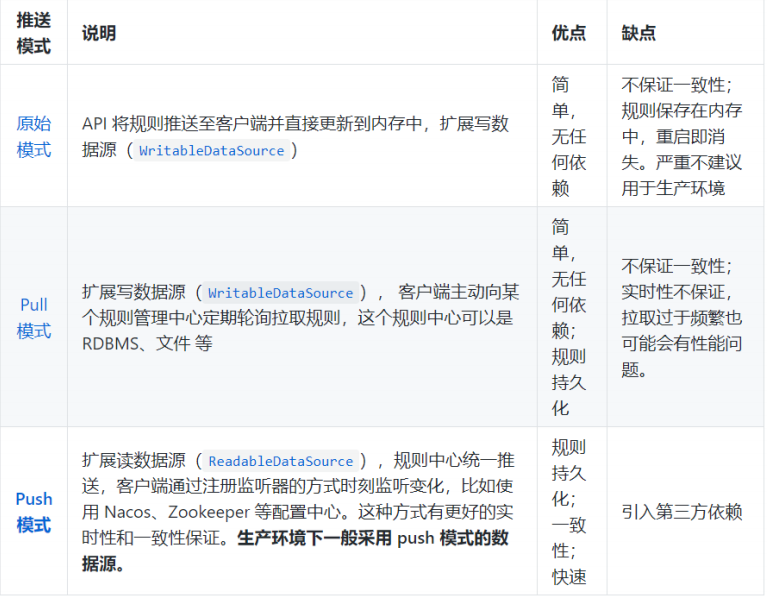 推送
模式
说明
优点
缺点
原始
模式
API 将规则推送至客户端并直接更新到内存中，扩展写数
据源（WritableDataSource）
简
单，
无任
何依
赖
不保证一致性；
规则保存在内存
中，重启即消
失。严重不建议
用于生产环境
Pull
模式
扩展写数据源（WritableDataSource）， 客户端主动向某
个规则管理中心定期轮询拉取规则，这个规则中心可以是
RDBMS、文件 等
简
单，
无任
何依
赖；
规则
持久
化
不保证一致性；
实时性不保证，
拉取过于频繁也
可能会有性能问
题。
Push
模式
扩展读数据源（ReadableDataSource），规则中心统一推
送，客户端通过注册监听器的方式时刻监听变化，比如使
用 Nacos、Zookeeper 等配置中心。这种方式有更好的实
时性和一致性保证。生产环境下一般采用 push 模式的数
据源。
规则
持久
化；
一致
性；
快速
引入第三方依赖